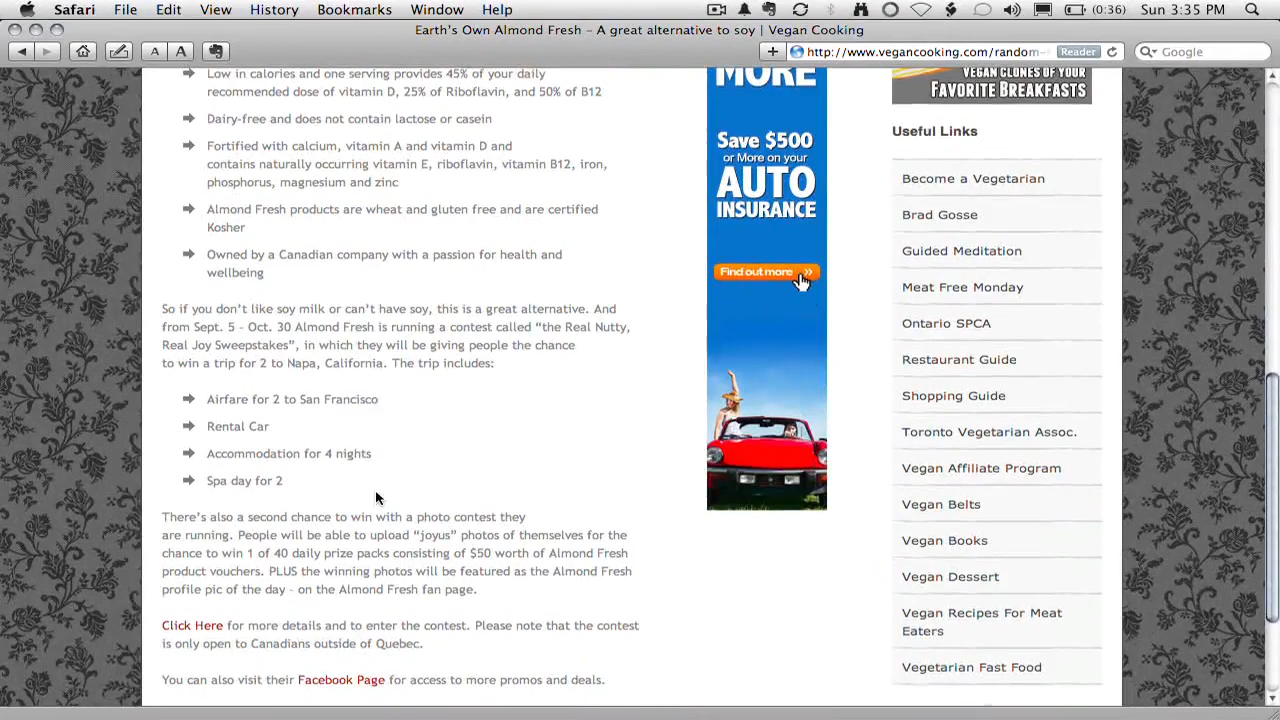 Safari File Edit View History Bookmarks Window Help (0:36) Sun 3:35 PM
Earth's Own Almond Fresh – A great alternative to soy | Vegan Cooking
A A + http://www.vegancooking.com/random- Reader Google
Low in calories and one serving provides 45% of your daily
recommended dose of vitamin D, 25% of Riboflavin, and 50% of B12
Dairy-free and does not contain lactose or casein
Fortified with calcium, vitamin A and vitamin D and
contains naturally occurring vitamin E, riboflavin, vitamin B12, iron,
phosphorus, magnesium and zinc
Almond Fresh products are wheat and gluten free and are certified
Kosher
Owned by a Canadian company with a passion for health and
wellbeing
So if you don't like soy milk or can't have soy, this is a great alternative. And
from Sept. 5 – Oct. 30 Almond Fresh is running a contest called "the Real Nutty,
Real Joy Sweepstakes", in which they will be giving people the chance
to win a trip for 2 to Napa, California. The trip includes:
Airfare for 2 to San Francisco
Rental Car
Accommodation for 4 nights
Spa day for 2
There's also a second chance to win with a photo contest they
are running. People will be able to upload "joyus" photos of themselves for the
chance to win 1 of 40 daily prize packs consisting of $50 worth of Almond Fresh
product vouchers. PLUS the winning photos will be featured as the Almond Fresh
profile pic of the day – on the Almond Fresh fan page.
Click Here for more details and to enter the contest. Please note that the contest
is only open to Canadians outside of Quebec.
You can also visit their Facebook Page for access to more promos and deals.
MORE
Save $500
or More on your
AUTO
INSURANCE
Find out more »
VEGAN CLONES OF YOUR
FAVORITE BREAKFASTS
Useful Links
Become a Vegetarian
Brad Gosse
Guided Meditation
Meat Free Monday
Ontario SPCA
Restaurant Guide
Shopping Guide
Toronto Vegetarian Assoc.
Vegan Affiliate Program
Vegan Belts
Vegan Books
Vegan Dessert
Vegan Recipes For Meat
Eaters
Vegetarian Fast Food